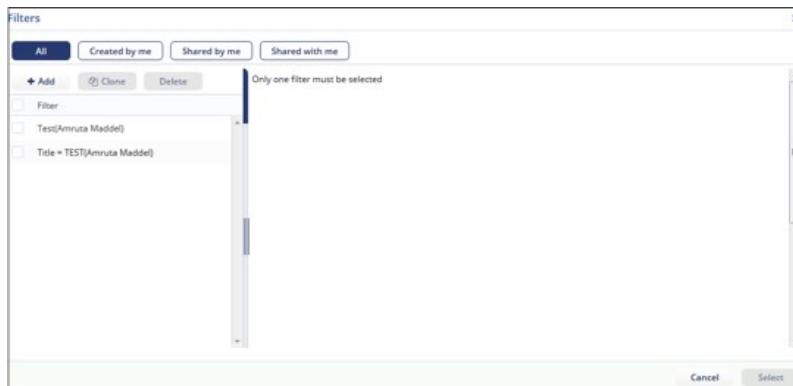 Filters
All Created by me Shared by me Shared with me
+ Add Clone Delete
Only one filter must be selected
Filter
Test(Amruta Maddel)
Title = TEST(Amruta Maddel)
Cancel Select